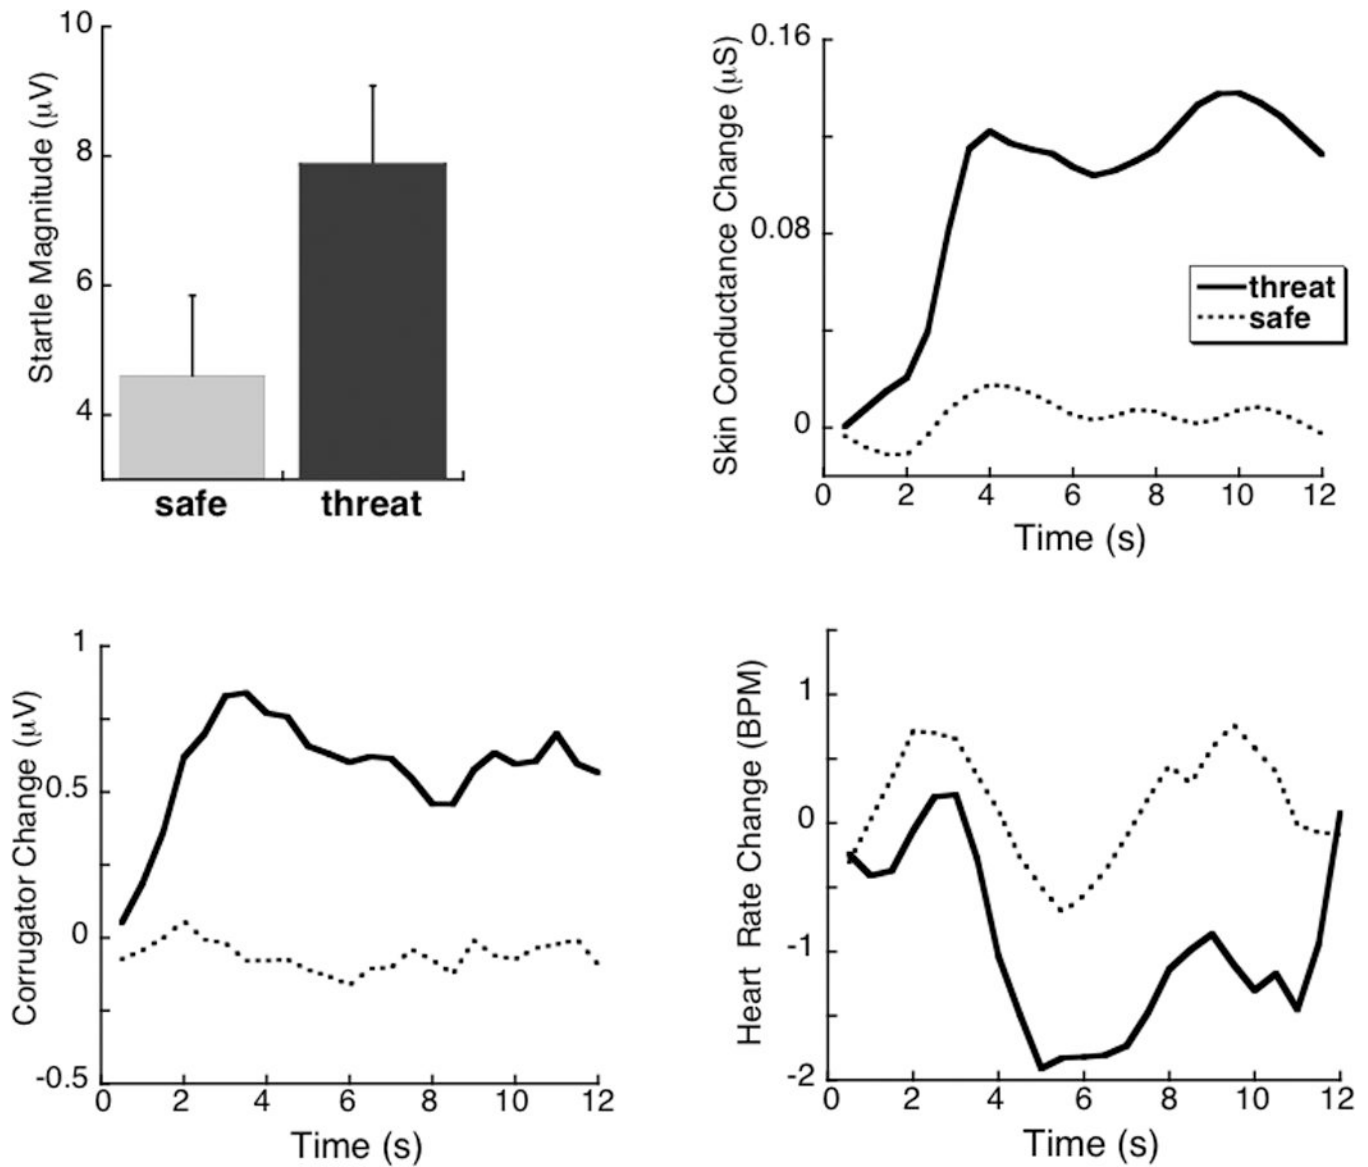 10
8
6
4
Startle Magnitude (μV)
safe threat
0.16
0.08
0
Skin Conductance Change (μS)
threat
safe
0 2 4 6 8 10 12
Time (s)
1
0.5
0
-0.5
Corrugator Change (μV)
0 2 4 6 8 10 12
Time (s)
1
0
-1
-2
Heart Rate Change (BPM)
0 2 4 6 8 10 12
Time (s)